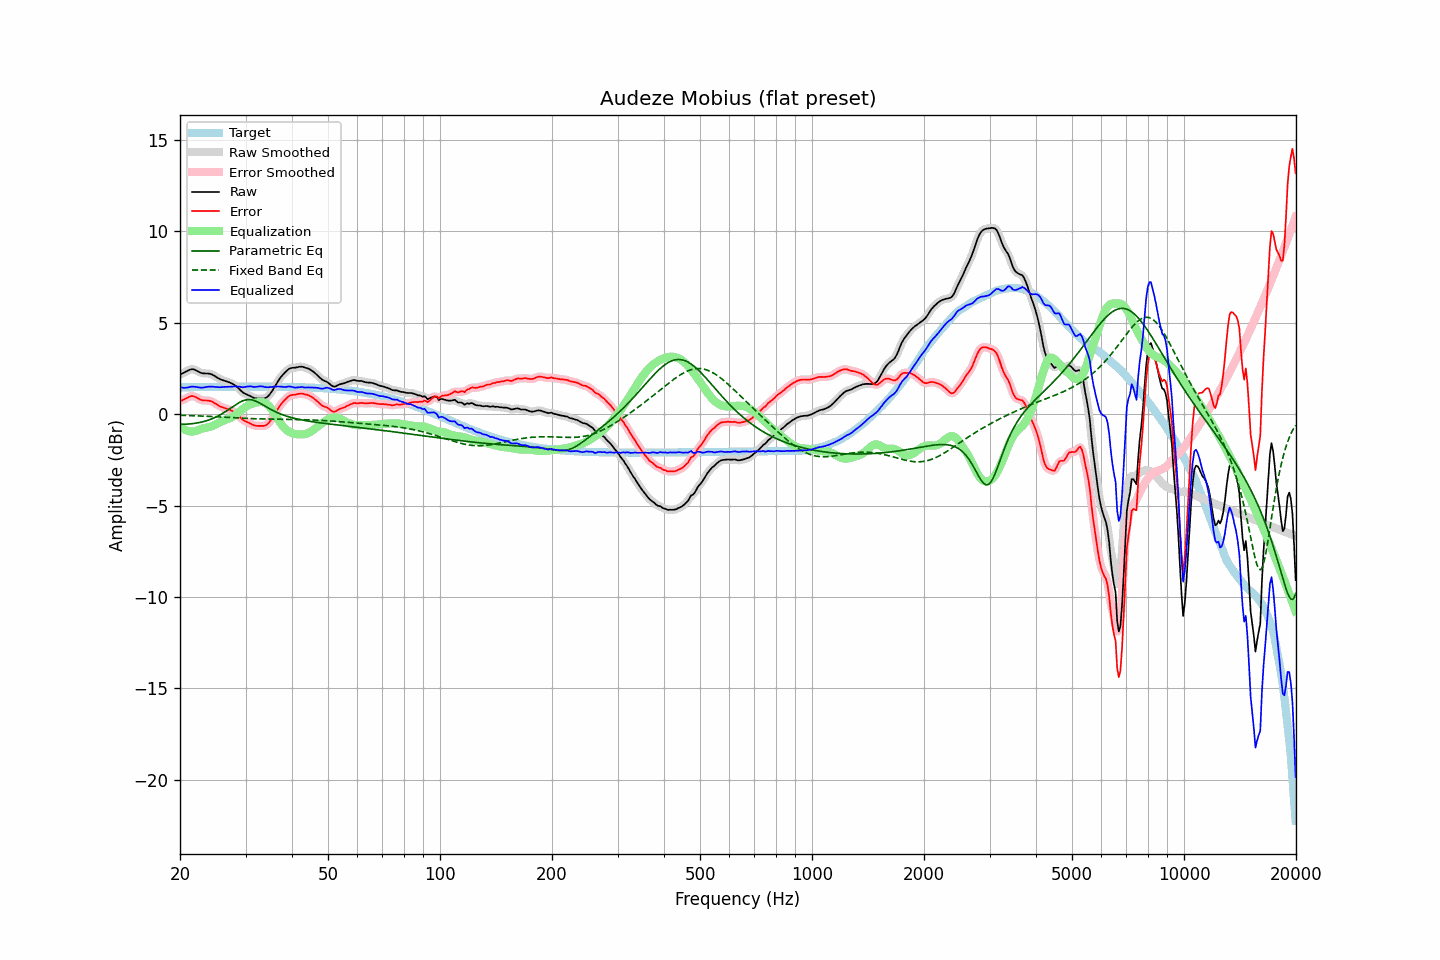 Audeze Mobius (flat preset)
Target
Raw Smoothed
Error Smoothed
Raw
Error
Equalization
Parametric Eq
Fixed Band Eq
Equalized
15
10
5
0
−5
−10
−15
−20
Amplitude (dBr)
20
50
100
200
500
1000
2000
5000
10000
20000
Frequency (Hz)